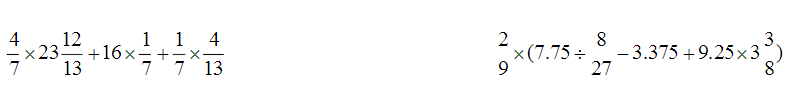 4/7 × 23 12/13 + 16 × 1/7 + 1/7 × 4/13    2/9 × (7.75 ÷ 8/27 − 3.375 + 9.25 × 3 3/8)